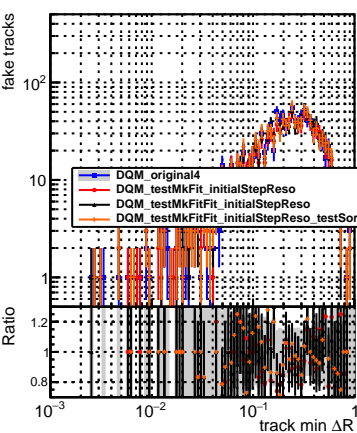 fake tracks
10²
10
1
DQM_original4
DQM_testMkFit_initialStepReso
DQM_testMkFitFit_initialStepReso
DQM_testMkFitFit_initialStepReso_testSor
Ratio
1.2
1
0.8
10⁻³ 10⁻² 10⁻¹ 1
track min ΔR